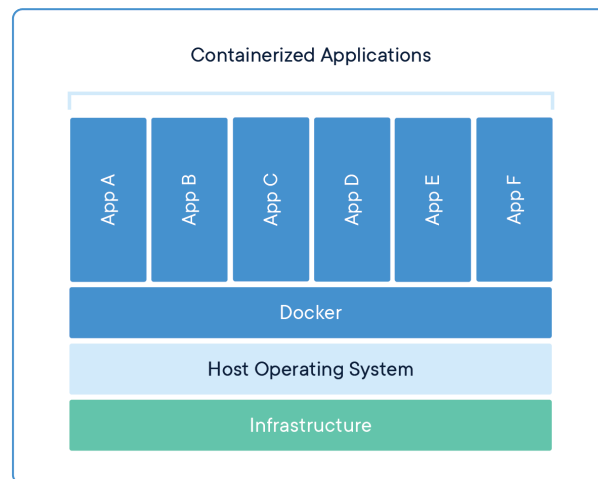 Containerized Applications
App A
App B
App C
App D
App E
App F
Docker
Host Operating System
Infrastructure